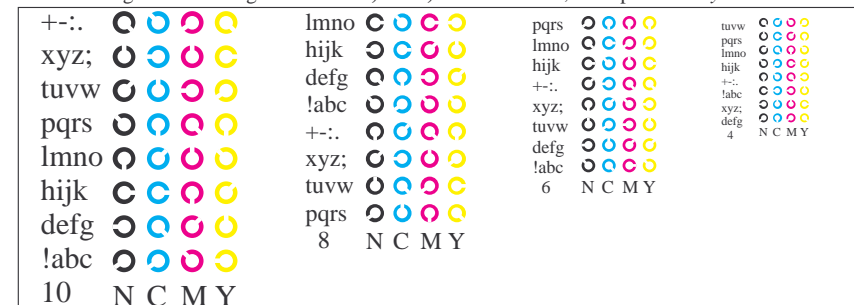 +-:.
xyz;
tuvw
pqrs
lmno
hijk
defg
!abc
10 N C M Y
lmno
hijk
defg
!abc
+-:.
xyz;
tuvw
pqrs
8 N C M Y
pqrs
lmno
hijk
+-:.
xyz;
tuvw
defg
!abc
6 N C M Y
tuvw
pqrs
lmno
hijk
+-:.
!abc
xyz;
defg
4 N C M Y